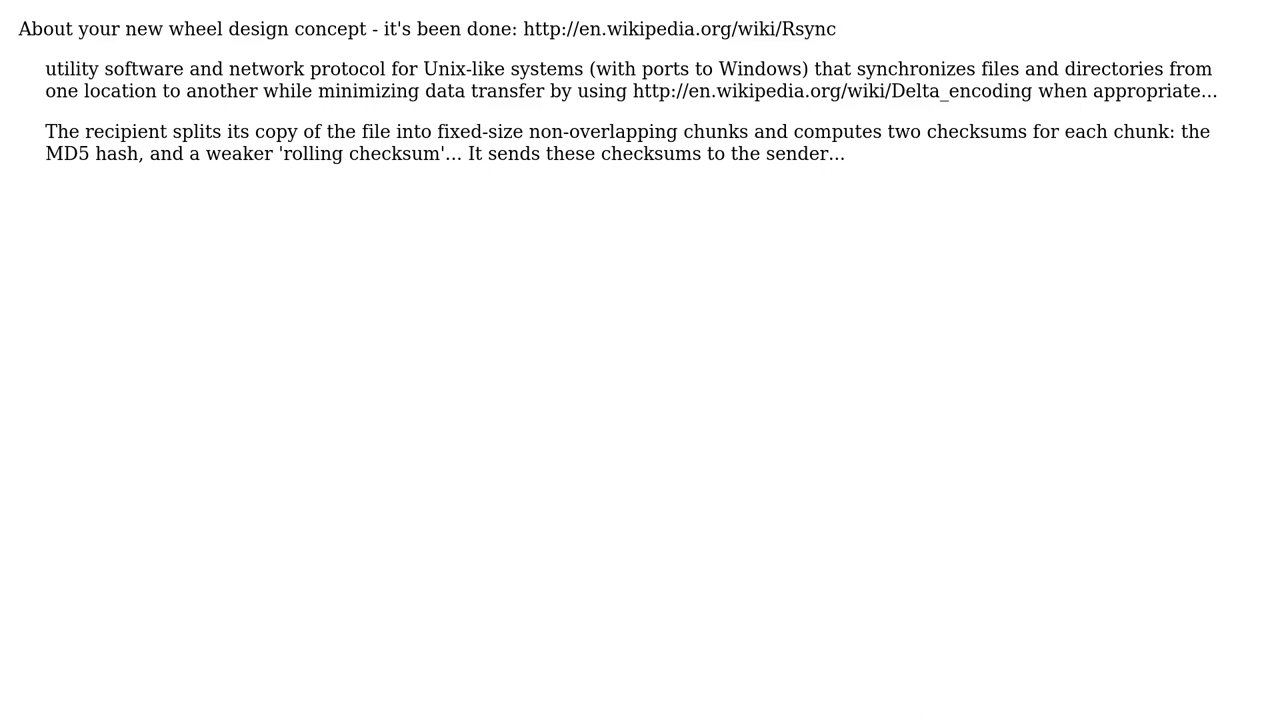 About your new wheel design concept - it's been done: http://en.wikipedia.org/wiki/Rsync
utility software and network protocol for Unix-like systems (with ports to Windows) that synchronizes files and directories from
one location to another while minimizing data transfer by using http://en.wikipedia.org/wiki/Delta_encoding when appropriate...
The recipient splits its copy of the file into fixed-size non-overlapping chunks and computes two checksums for each chunk: the
MD5 hash, and a weaker 'rolling checksum'... It sends these checksums to the sender...